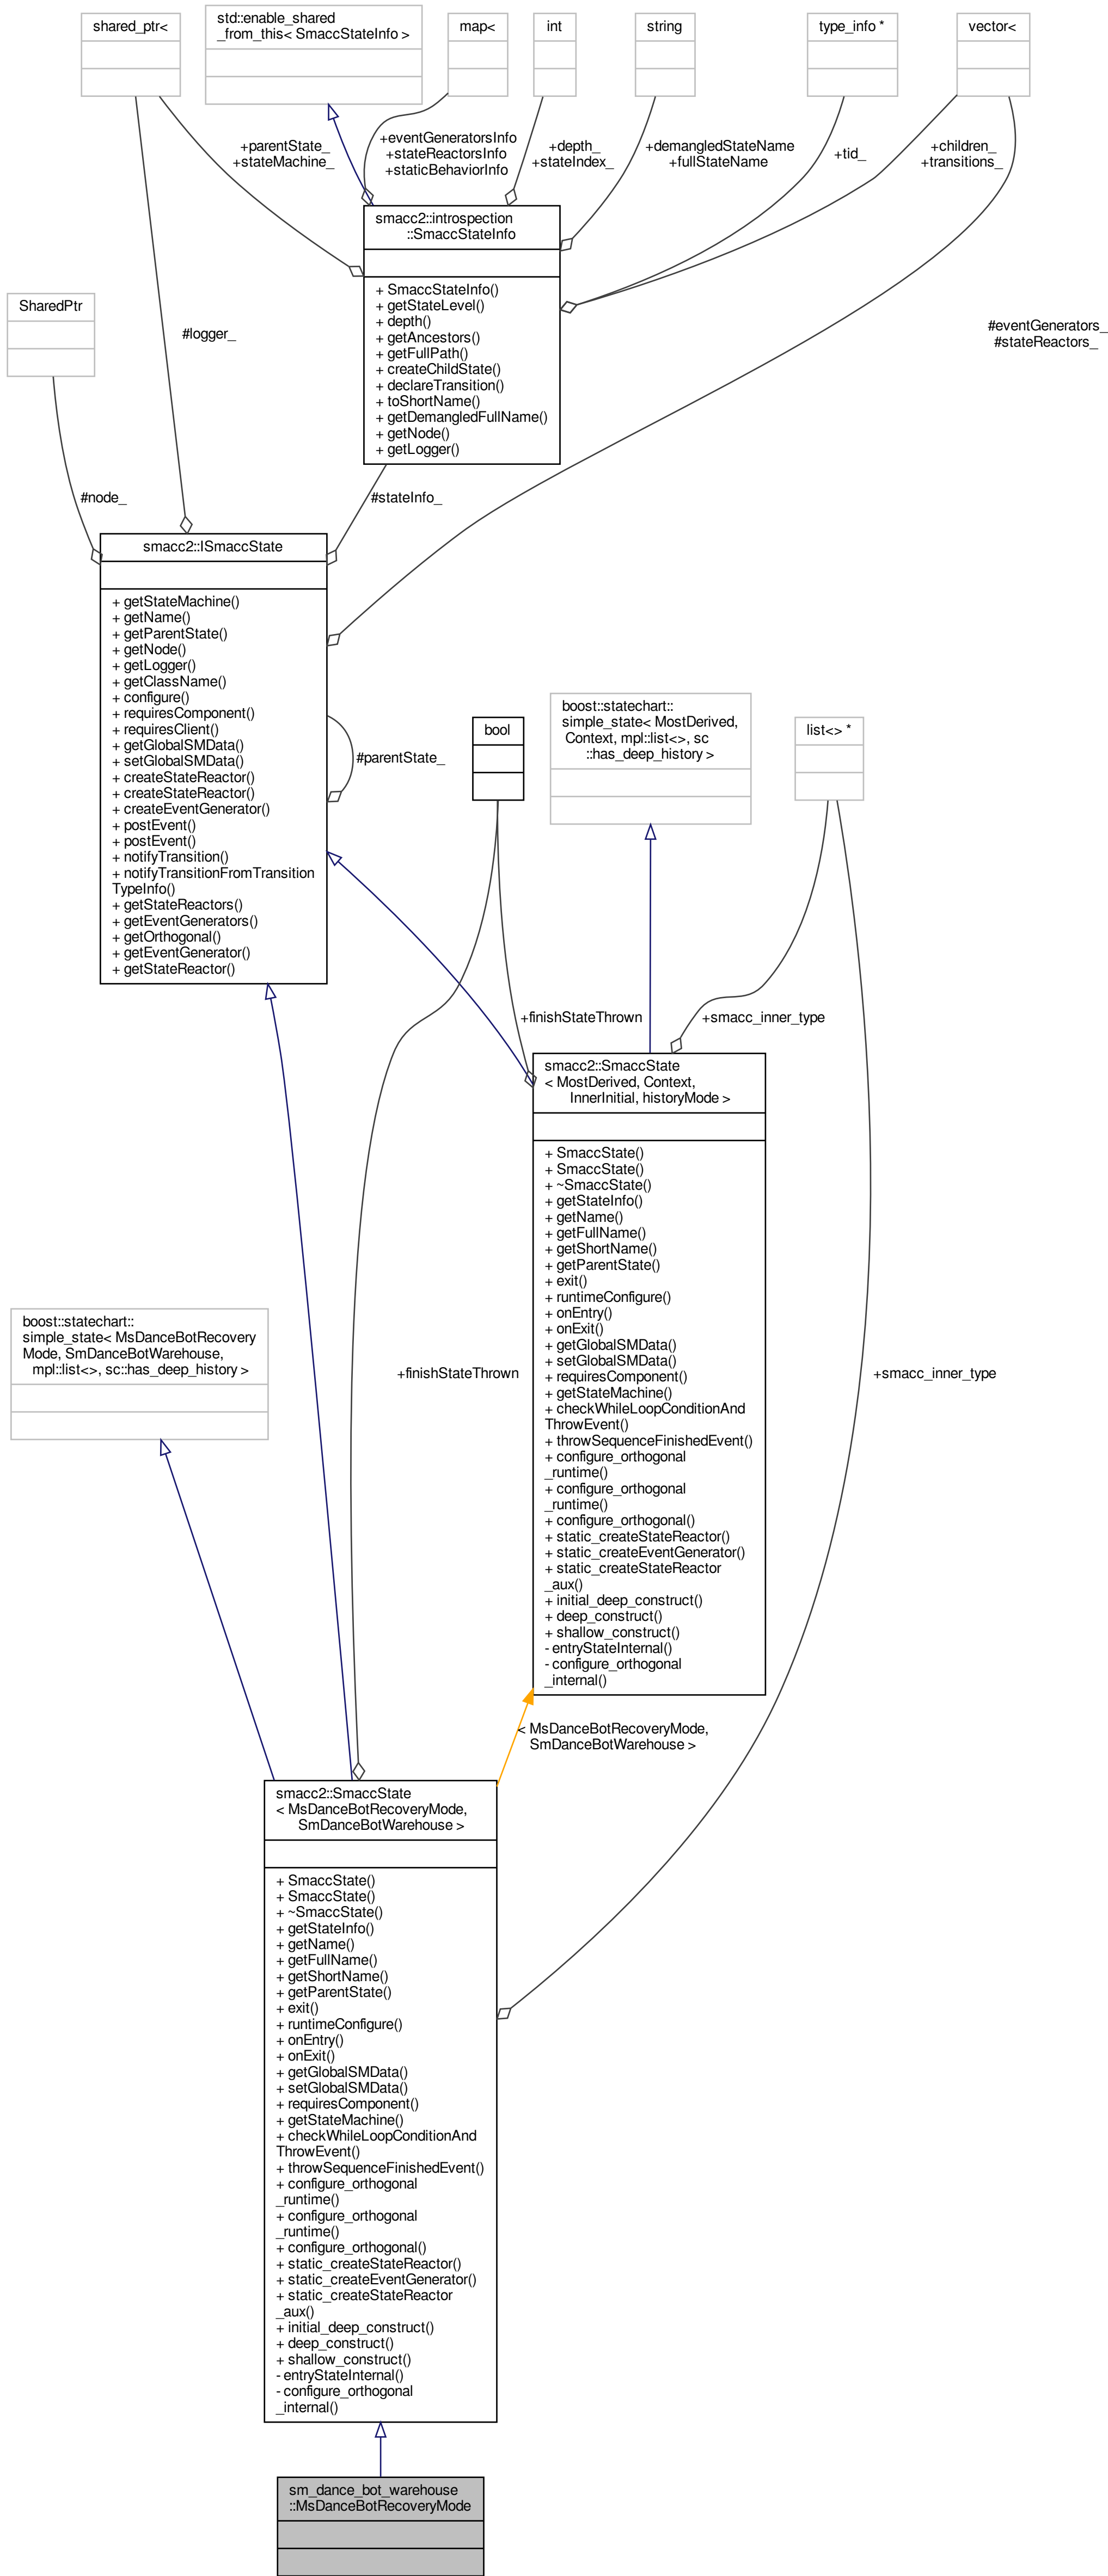 shared_ptr<
std::enable_shared
_from_this< SmaccStateInfo >
map<
int
string
type_info *
vector<
+parentState_
+stateMachine_
+eventGeneratorsInfo
+stateReactorsInfo
+staticBehaviorInfo
+depth_
+stateIndex_
+demangledStateName
+fullStateName
+tid_
+children_
+transitions_
smacc2::introspection
::SmaccStateInfo
+ SmaccStateInfo()
+ getStateLevel()
+ depth()
+ getAncestors()
+ getFullPath()
+ createChildState()
+ declareTransition()
+ toShortName()
+ getDemangledFullName()
+ getNode()
+ getLogger()
SharedPtr
#logger_
#eventGenerators_
#stateReactors_
#node_
#stateInfo_
smacc2::ISmaccState
+ getStateMachine()
+ getName()
+ getParentState()
+ getNode()
+ getLogger()
+ getClassName()
+ configure()
+ requiresComponent()
+ requiresClient()
+ getGlobalSMData()
+ setGlobalSMData()
+ createStateReactor()
+ createStateReactor()
+ createEventGenerator()
+ postEvent()
+ postEvent()
+ notifyTransition()
+ notifyTransitionFromTransition
TypeInfo()
+ getStateReactors()
+ getEventGenerators()
+ getOrthogonal()
+ getEventGenerator()
+ getStateReactor()
#parentState_
bool
boost::statechart::
simple_state< MostDerived,
Context, mpl::list<>, sc
::has_deep_history >
list<> *
+finishStateThrown
+smacc_inner_type
smacc2::SmaccState
< MostDerived, Context,
InnerInitial, historyMode >
+ SmaccState()
+ SmaccState()
+ ~SmaccState()
+ getStateInfo()
+ getName()
+ getFullName()
+ getShortName()
+ getParentState()
+ exit()
+ runtimeConfigure()
+ onEntry()
+ onExit()
+ getGlobalSMData()
+ setGlobalSMData()
+ requiresComponent()
+ getStateMachine()
+ checkWhileLoopConditionAnd
ThrowEvent()
+ throwSequenceFinishedEvent()
+ configure_orthogonal
_runtime()
+ configure_orthogonal
_runtime()
+ configure_orthogonal()
+ static_createStateReactor()
+ static_createEventGenerator()
+ static_createStateReactor
_aux()
+ initial_deep_construct()
+ deep_construct()
+ shallow_construct()
- entryStateInternal()
- configure_orthogonal
_internal()
boost::statechart::
simple_state< MsDanceBotRecovery
Mode, SmDanceBotWarehouse,
mpl::list<>, sc::has_deep_history >
+finishStateThrown
+smacc_inner_type
< MsDanceBotRecoveryMode,
SmDanceBotWarehouse >
smacc2::SmaccState
< MsDanceBotRecoveryMode,
SmDanceBotWarehouse >
+ SmaccState()
+ SmaccState()
+ ~SmaccState()
+ getStateInfo()
+ getName()
+ getFullName()
+ getShortName()
+ getParentState()
+ exit()
+ runtimeConfigure()
+ onEntry()
+ onExit()
+ getGlobalSMData()
+ setGlobalSMData()
+ requiresComponent()
+ getStateMachine()
+ checkWhileLoopConditionAnd
ThrowEvent()
+ throwSequenceFinishedEvent()
+ configure_orthogonal
_runtime()
+ configure_orthogonal
_runtime()
+ configure_orthogonal()
+ static_createStateReactor()
+ static_createEventGenerator()
+ static_createStateReactor
_aux()
+ initial_deep_construct()
+ deep_construct()
+ shallow_construct()
- entryStateInternal()
- configure_orthogonal
_internal()
sm_dance_bot_warehouse
::MsDanceBotRecoveryMode